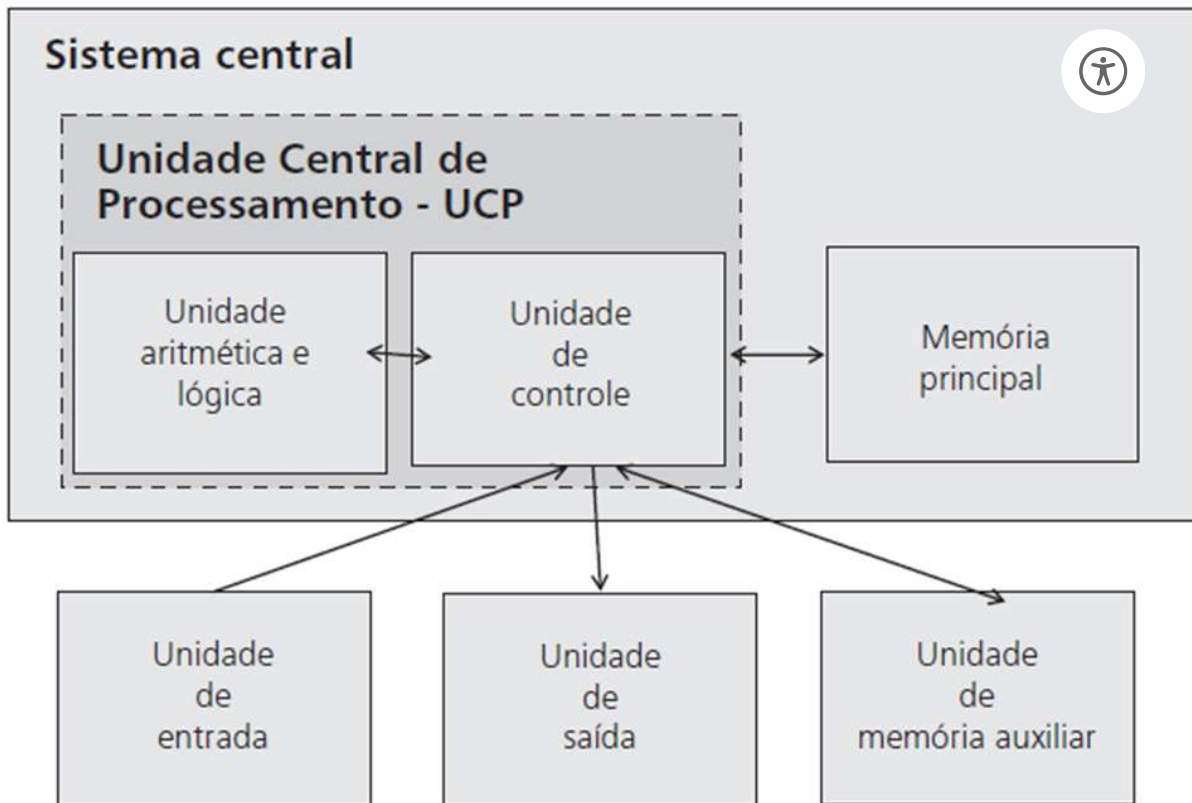 Sistema central
Unidade Central de
Processamento - UCP
Unidade
aritmética e
lógica
Unidade
de
controle
Memória
principal
Unidade
de
entrada
Unidade
de
saída
Unidade
de
memória auxiliar